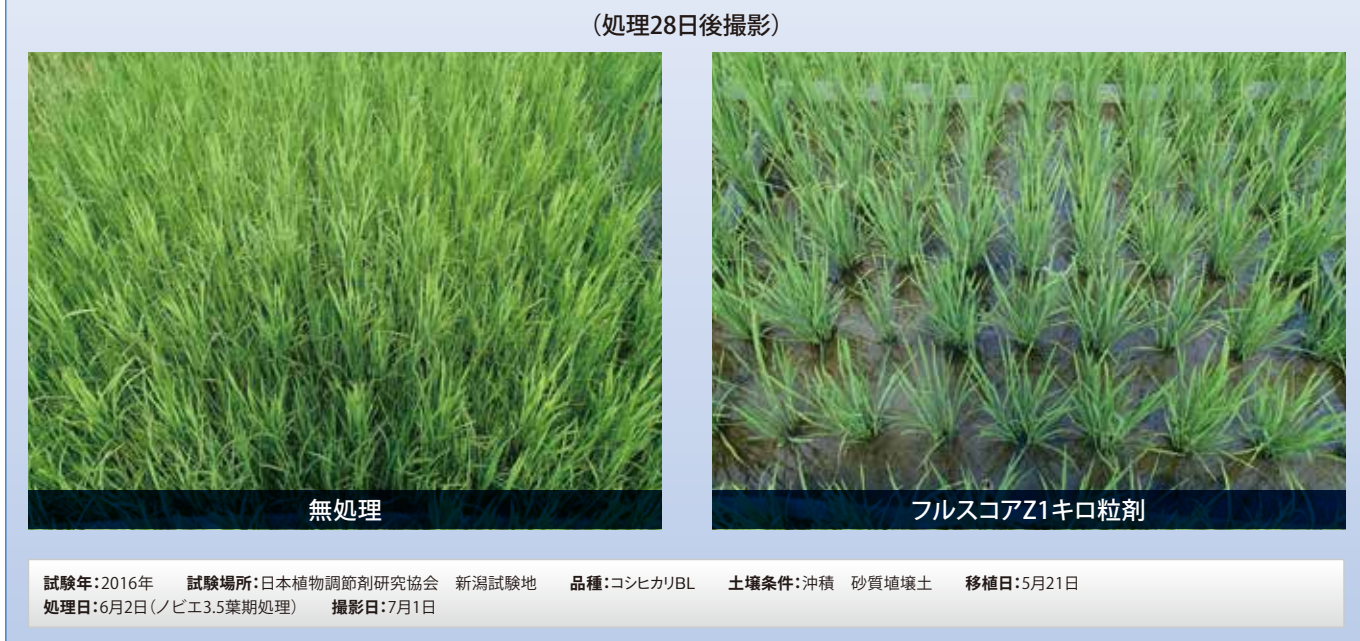 （処理28日後撮影）
無処理
フルスコアZ1キロ粒剤
試験年：2016年　試験場所：日本植物調節剤研究協会　新潟試験地　品種：コシヒカリBL　土壌条件：沖積　砂質埴壌土　移植日：5月21日
処理日：6月2日（ノビエ3.5葉期処理）　撮影日：7月1日